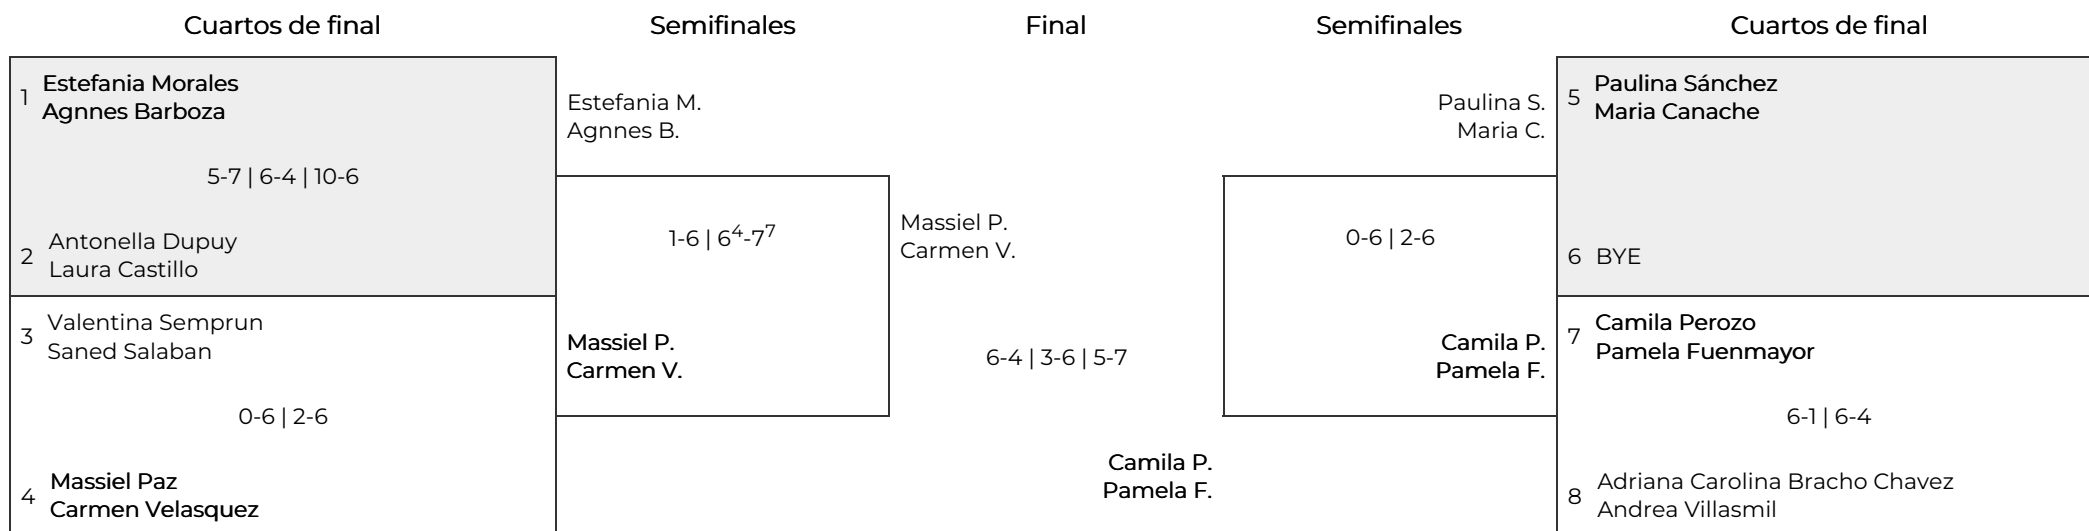 Cuartos de final
Semifinales
Final
Semifinales
Cuartos de final
1
Estefania Morales
Agnnes Barboza
5-7 | 6-4 | 10-6
2
Antonella Dupuy
Laura Castillo
3
Valentina Semprun
Saned Salaban
0-6 | 2-6
4
Massiel Paz
Carmen Velasquez
Estefania M.
Agnnes B.
1-6 | 6⁴-7⁷
Massiel P.
Carmen V.
Massiel P.
Carmen V.
6-4 | 3-6 | 5-7
Camila P.
Pamela F.
Paulina S.
Maria C.
0-6 | 2-6
Camila P.
Pamela F.
5
Paulina Sánchez
Maria Canache
6 BYE
7
Camila Perozo
Pamela Fuenmayor
6-1 | 6-4
8
Adriana Carolina Bracho Chavez
Andrea Villasmil